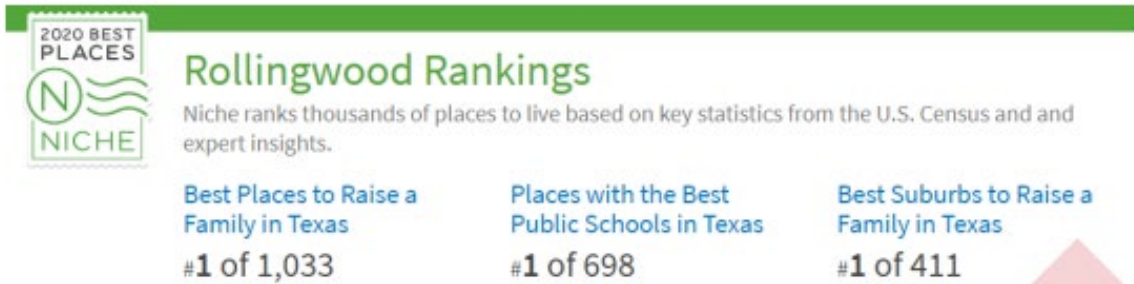 2020 BEST
PLACES
N
NICHE
Rollingwood Rankings
Niche ranks thousands of places to live based on key statistics from the U.S. Census and and
expert insights.
Best Places to Raise a
Family in Texas
#1 of 1,033
Places with the Best
Public Schools in Texas
#1 of 698
Best Suburbs to Raise a
Family in Texas
#1 of 411